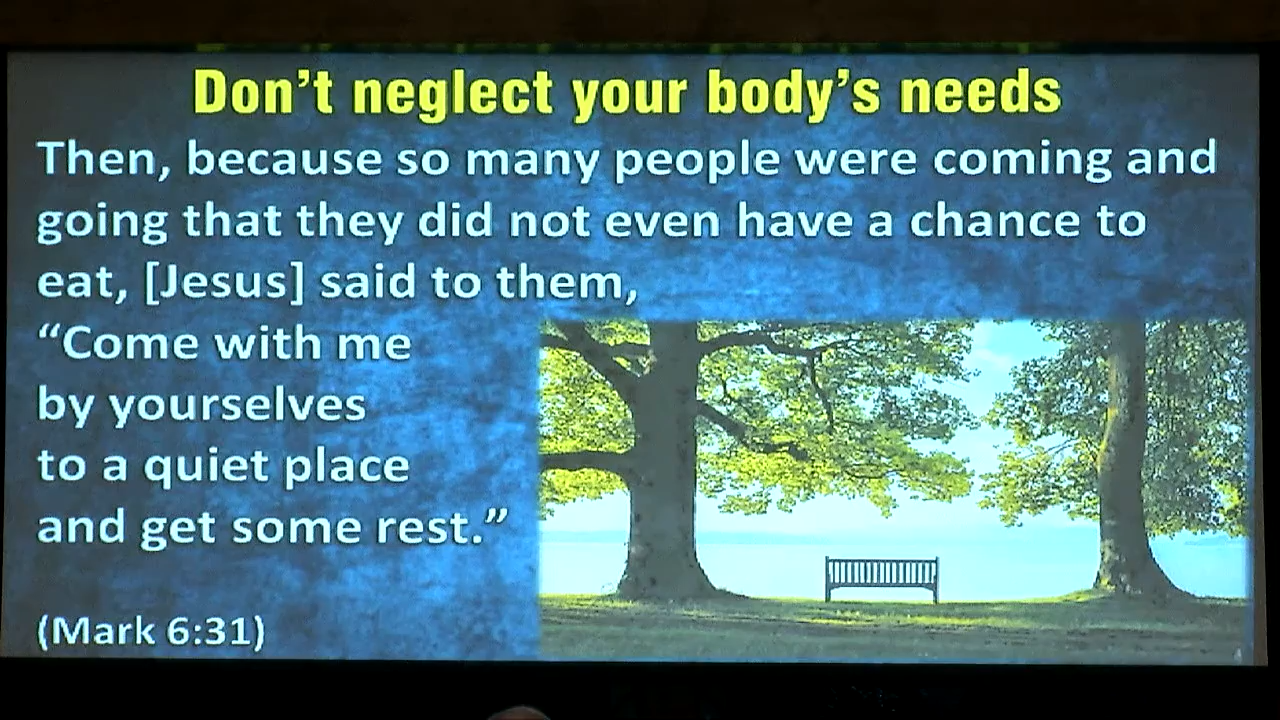 Don’t neglect your body’s needs
Then, because so many people were coming and
going that they did not even have a chance to
eat, [Jesus] said to them,
“Come with me
by yourselves
to a quiet place
and get some rest.”
(Mark 6:31)